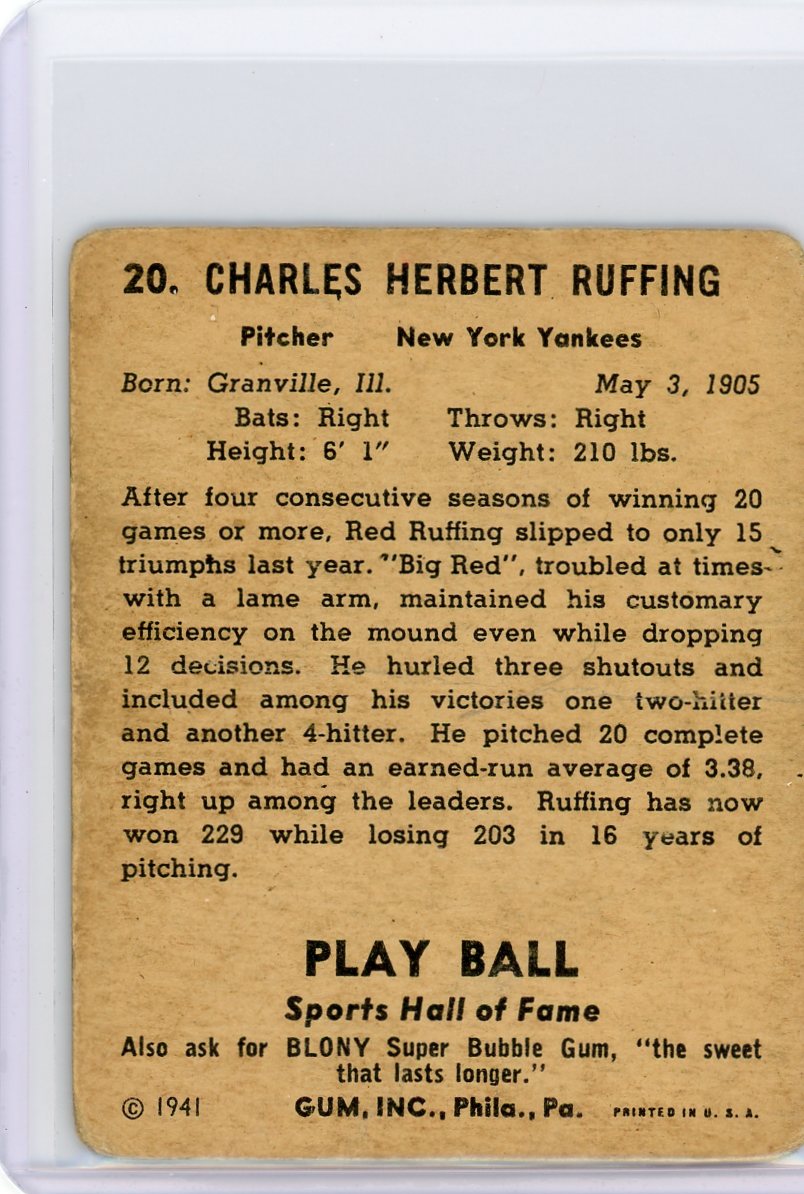 20. CHARLES HERBERT RUFFING
Pitcher New York Yankees
Born: Granville, Ill. May 3, 1905
Bats: Right Throws: Right
Height: 6' 1" Weight: 210 lbs.
After four consecutive seasons of winning 20
games or more, Red Ruffing slipped to only 15
triumphs last year. "Big Red", troubled at times
with a lame arm, maintained his customary
efficiency on the mound even while dropping
12 decisions. He hurled three shutouts and
included among his victories one two-hitter
and another 4-hitter. He pitched 20 complete
games and had an earned-run average of 3.38,
right up among the leaders. Ruffing has now
won 229 while losing 203 in 16 years of
pitching.
PLAY BALL
Sports Hall of Fame
Also ask for BLONY Super Bubble Gum, "the sweet
that lasts longer."
© 1941 GUM, INC., Phila., Pa. PRINTED IN U. S. A.